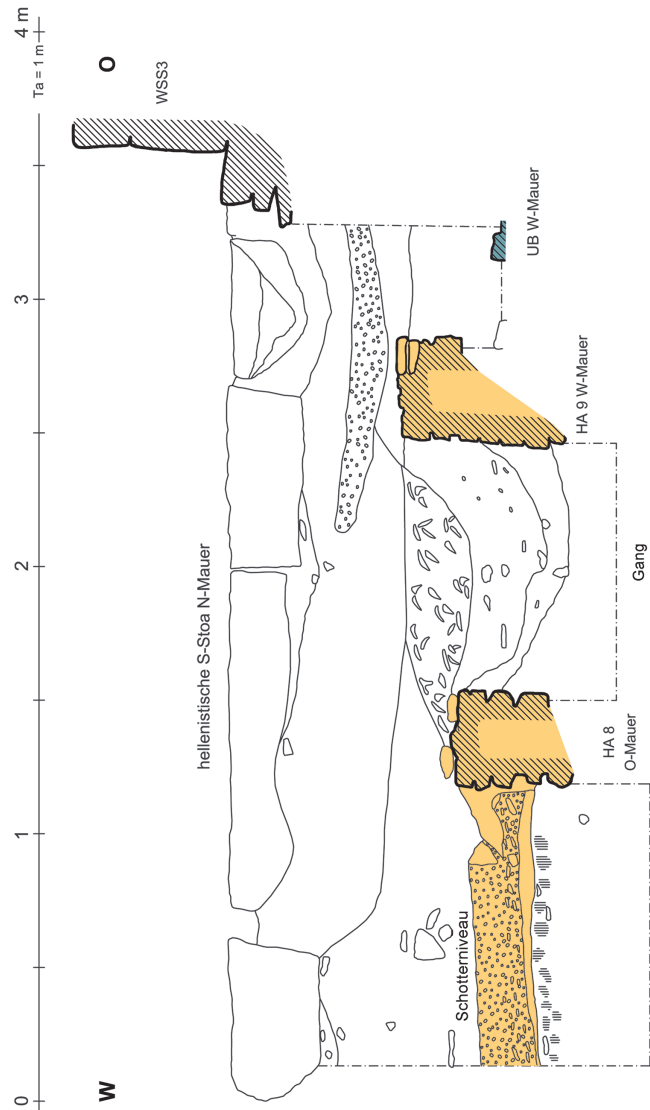 0
1
2
3
4 m
Ta = 1 m
W
O
WSS3
hellenistische S-Stoa N-Mauer
Schotterniveau
UB W-Mauer
HA 9 W-Mauer
HA 8
O-Mauer
Gang